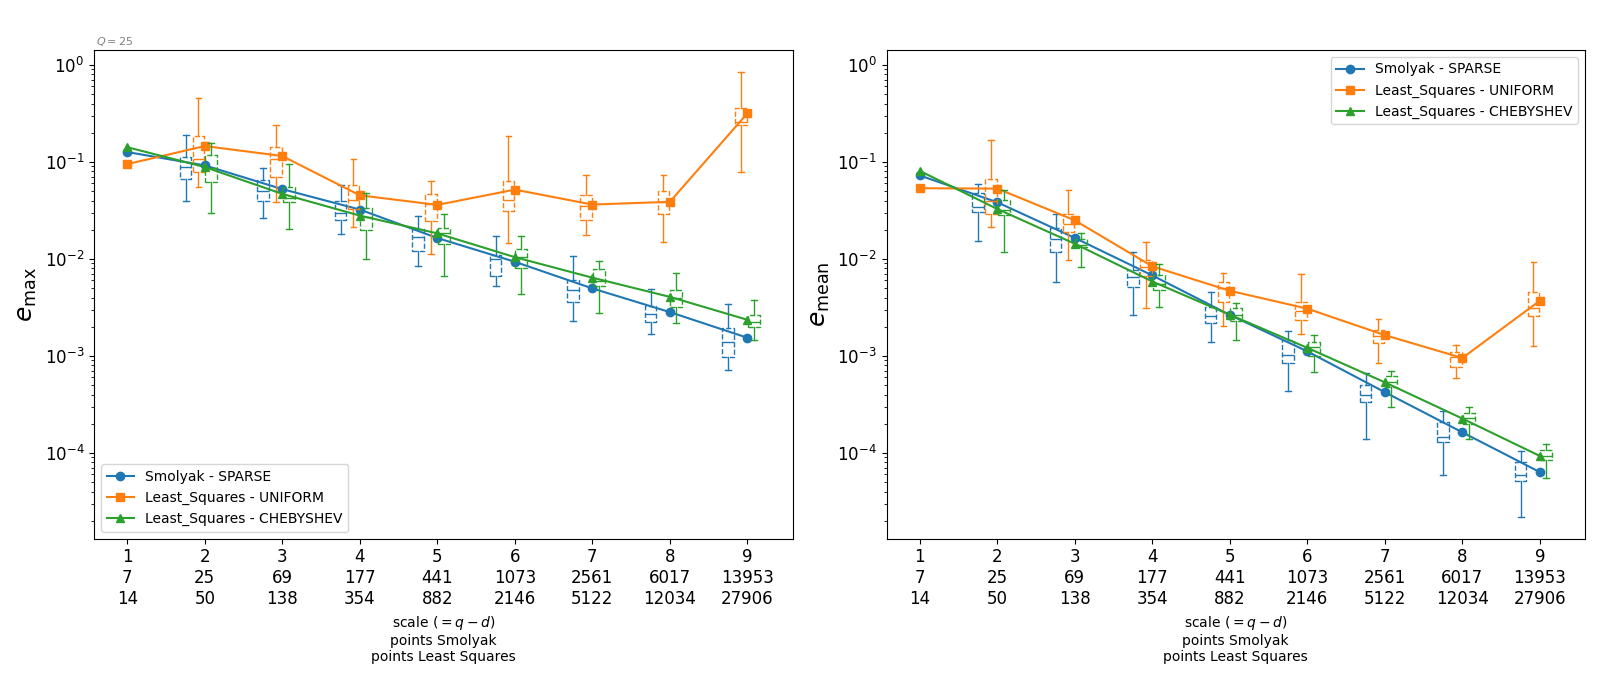 Q = 25
10⁰
10⁻¹
10⁻²
10⁻³
10⁻⁴
e_max
Smolyak - SPARSE
Least_Squares - UNIFORM
Least_Squares - CHEBYSHEV
1 2 3 4 5 6 7 8 9
7 25 69 177 441 1073 2561 6017 13953
14 50 138 354 882 2146 5122 12034 27906
scale (= q − d)
points Smolyak
points Least Squares
10⁰
10⁻¹
10⁻²
10⁻³
10⁻⁴
e_mean
Smolyak - SPARSE
Least_Squares - UNIFORM
Least_Squares - CHEBYSHEV
1 2 3 4 5 6 7 8 9
7 25 69 177 441 1073 2561 6017 13953
14 50 138 354 882 2146 5122 12034 27906
scale (= q − d)
points Smolyak
points Least Squares